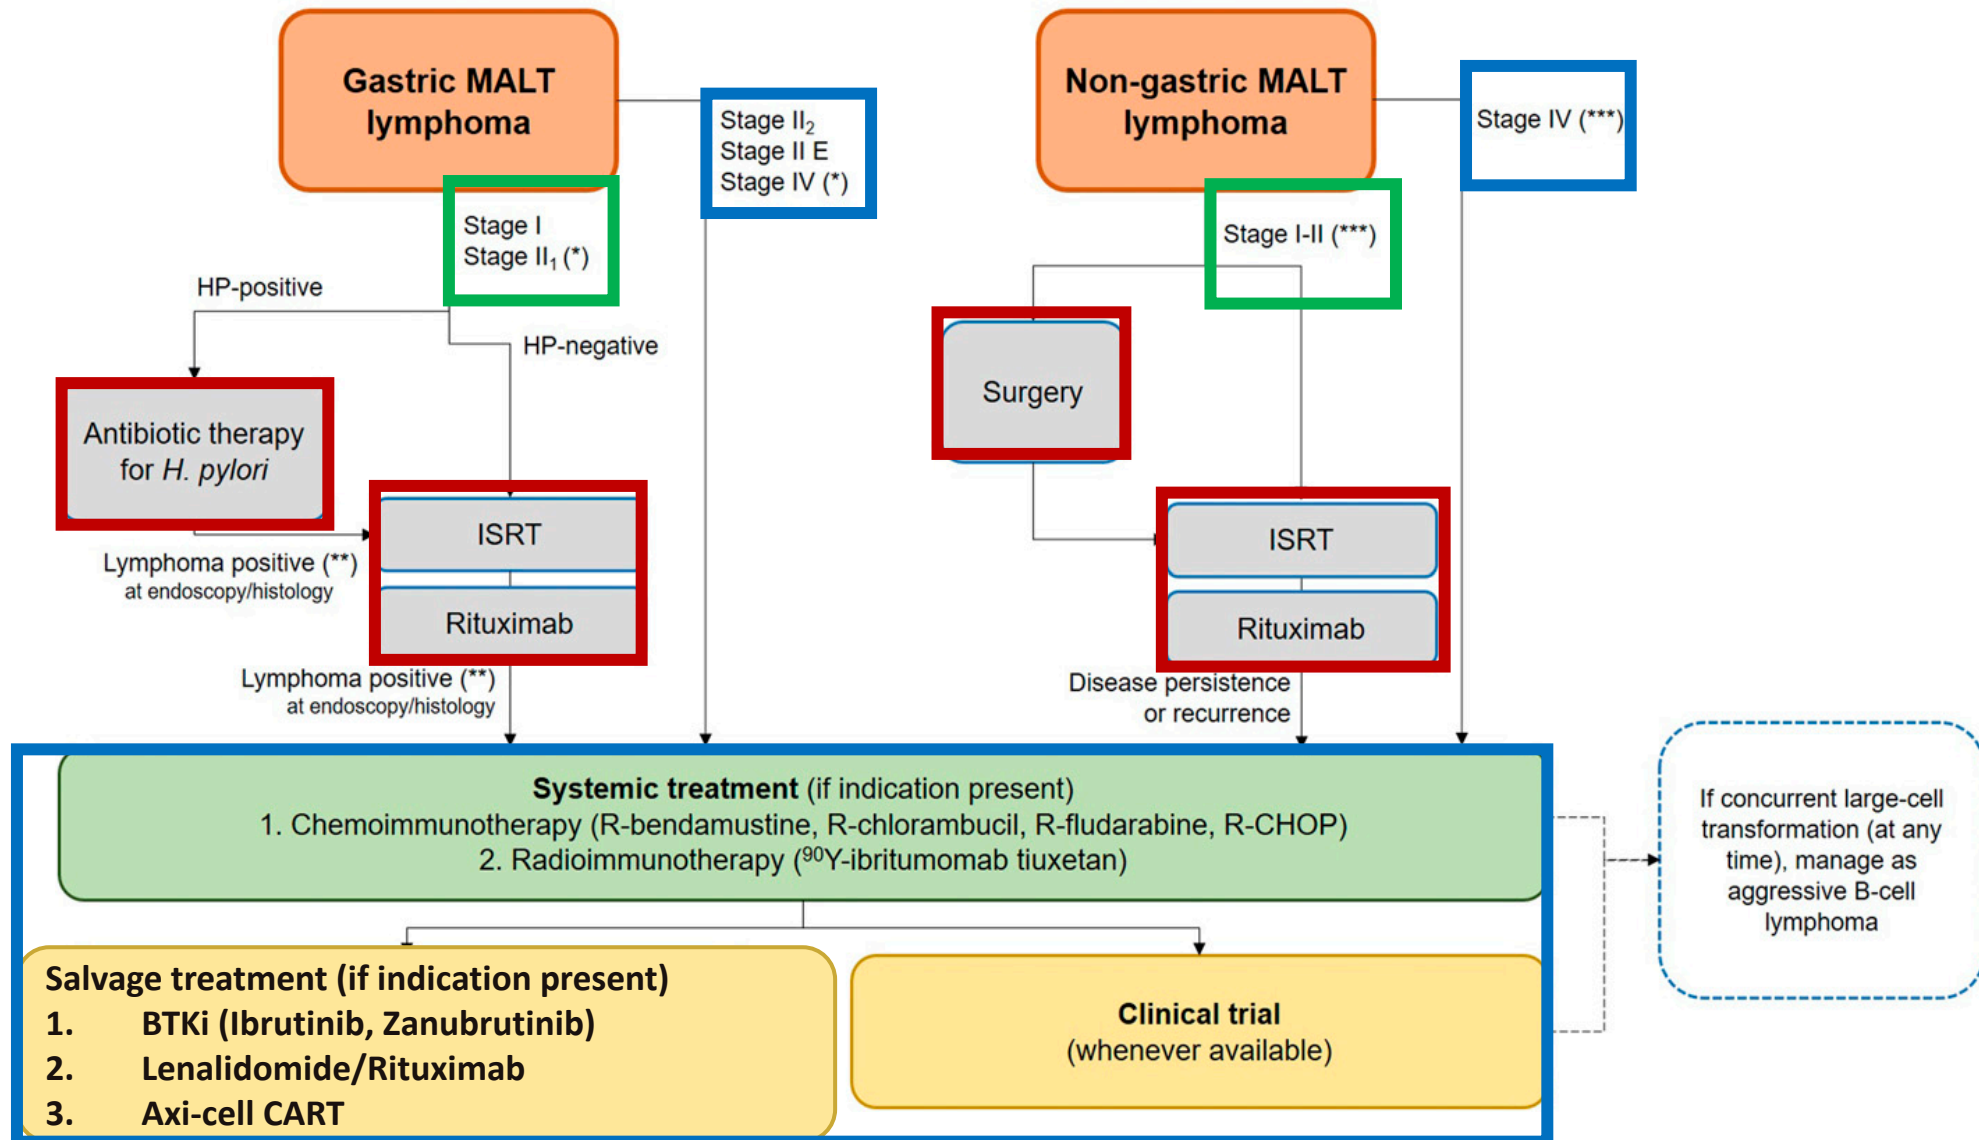 Gastric MALT
lymphoma
Non-gastric MALT
lymphoma
Stage II₂
Stage II E
Stage IV (*)
Stage IV (***)
Stage I
Stage II₁ (*)
Stage I-II (***)
HP-positive
HP-negative
Antibiotic therapy
for H. pylori
Surgery
Lymphoma positive (**)
at endoscopy/histology
ISRT
Rituximab
ISRT
Rituximab
Lymphoma positive (**)
at endoscopy/histology
Disease persistence
or recurrence
Systemic treatment (if indication present)
1. Chemoimmunotherapy (R-bendamustine, R-chlorambucil, R-fludarabine, R-CHOP)
2. Radioimmunotherapy (⁹⁰Y-ibritumomab tiuxetan)
If concurrent large-cell
transformation (at any
time), manage as
aggressive B-cell
lymphoma
Salvage treatment (if indication present)
1. BTKi (Ibrutinib, Zanubrutinib)
2. Lenalidomide/Rituximab
3. Axi-cell CART
Clinical trial
(whenever available)